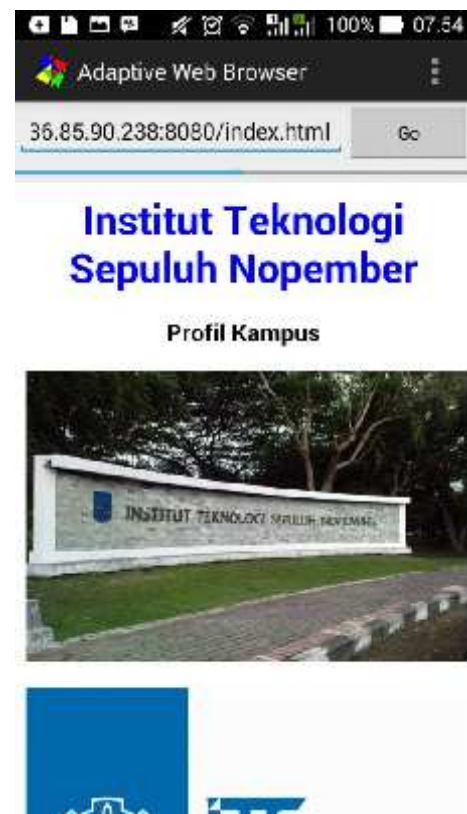 100% 07.54
Adaptive Web Browser
36.85.90.238:8080/index.html Go
Institut Teknologi
Sepuluh Nopember
Profil Kampus
INSTITUT TEKNOLOGI SEPULUH NOPEMBER